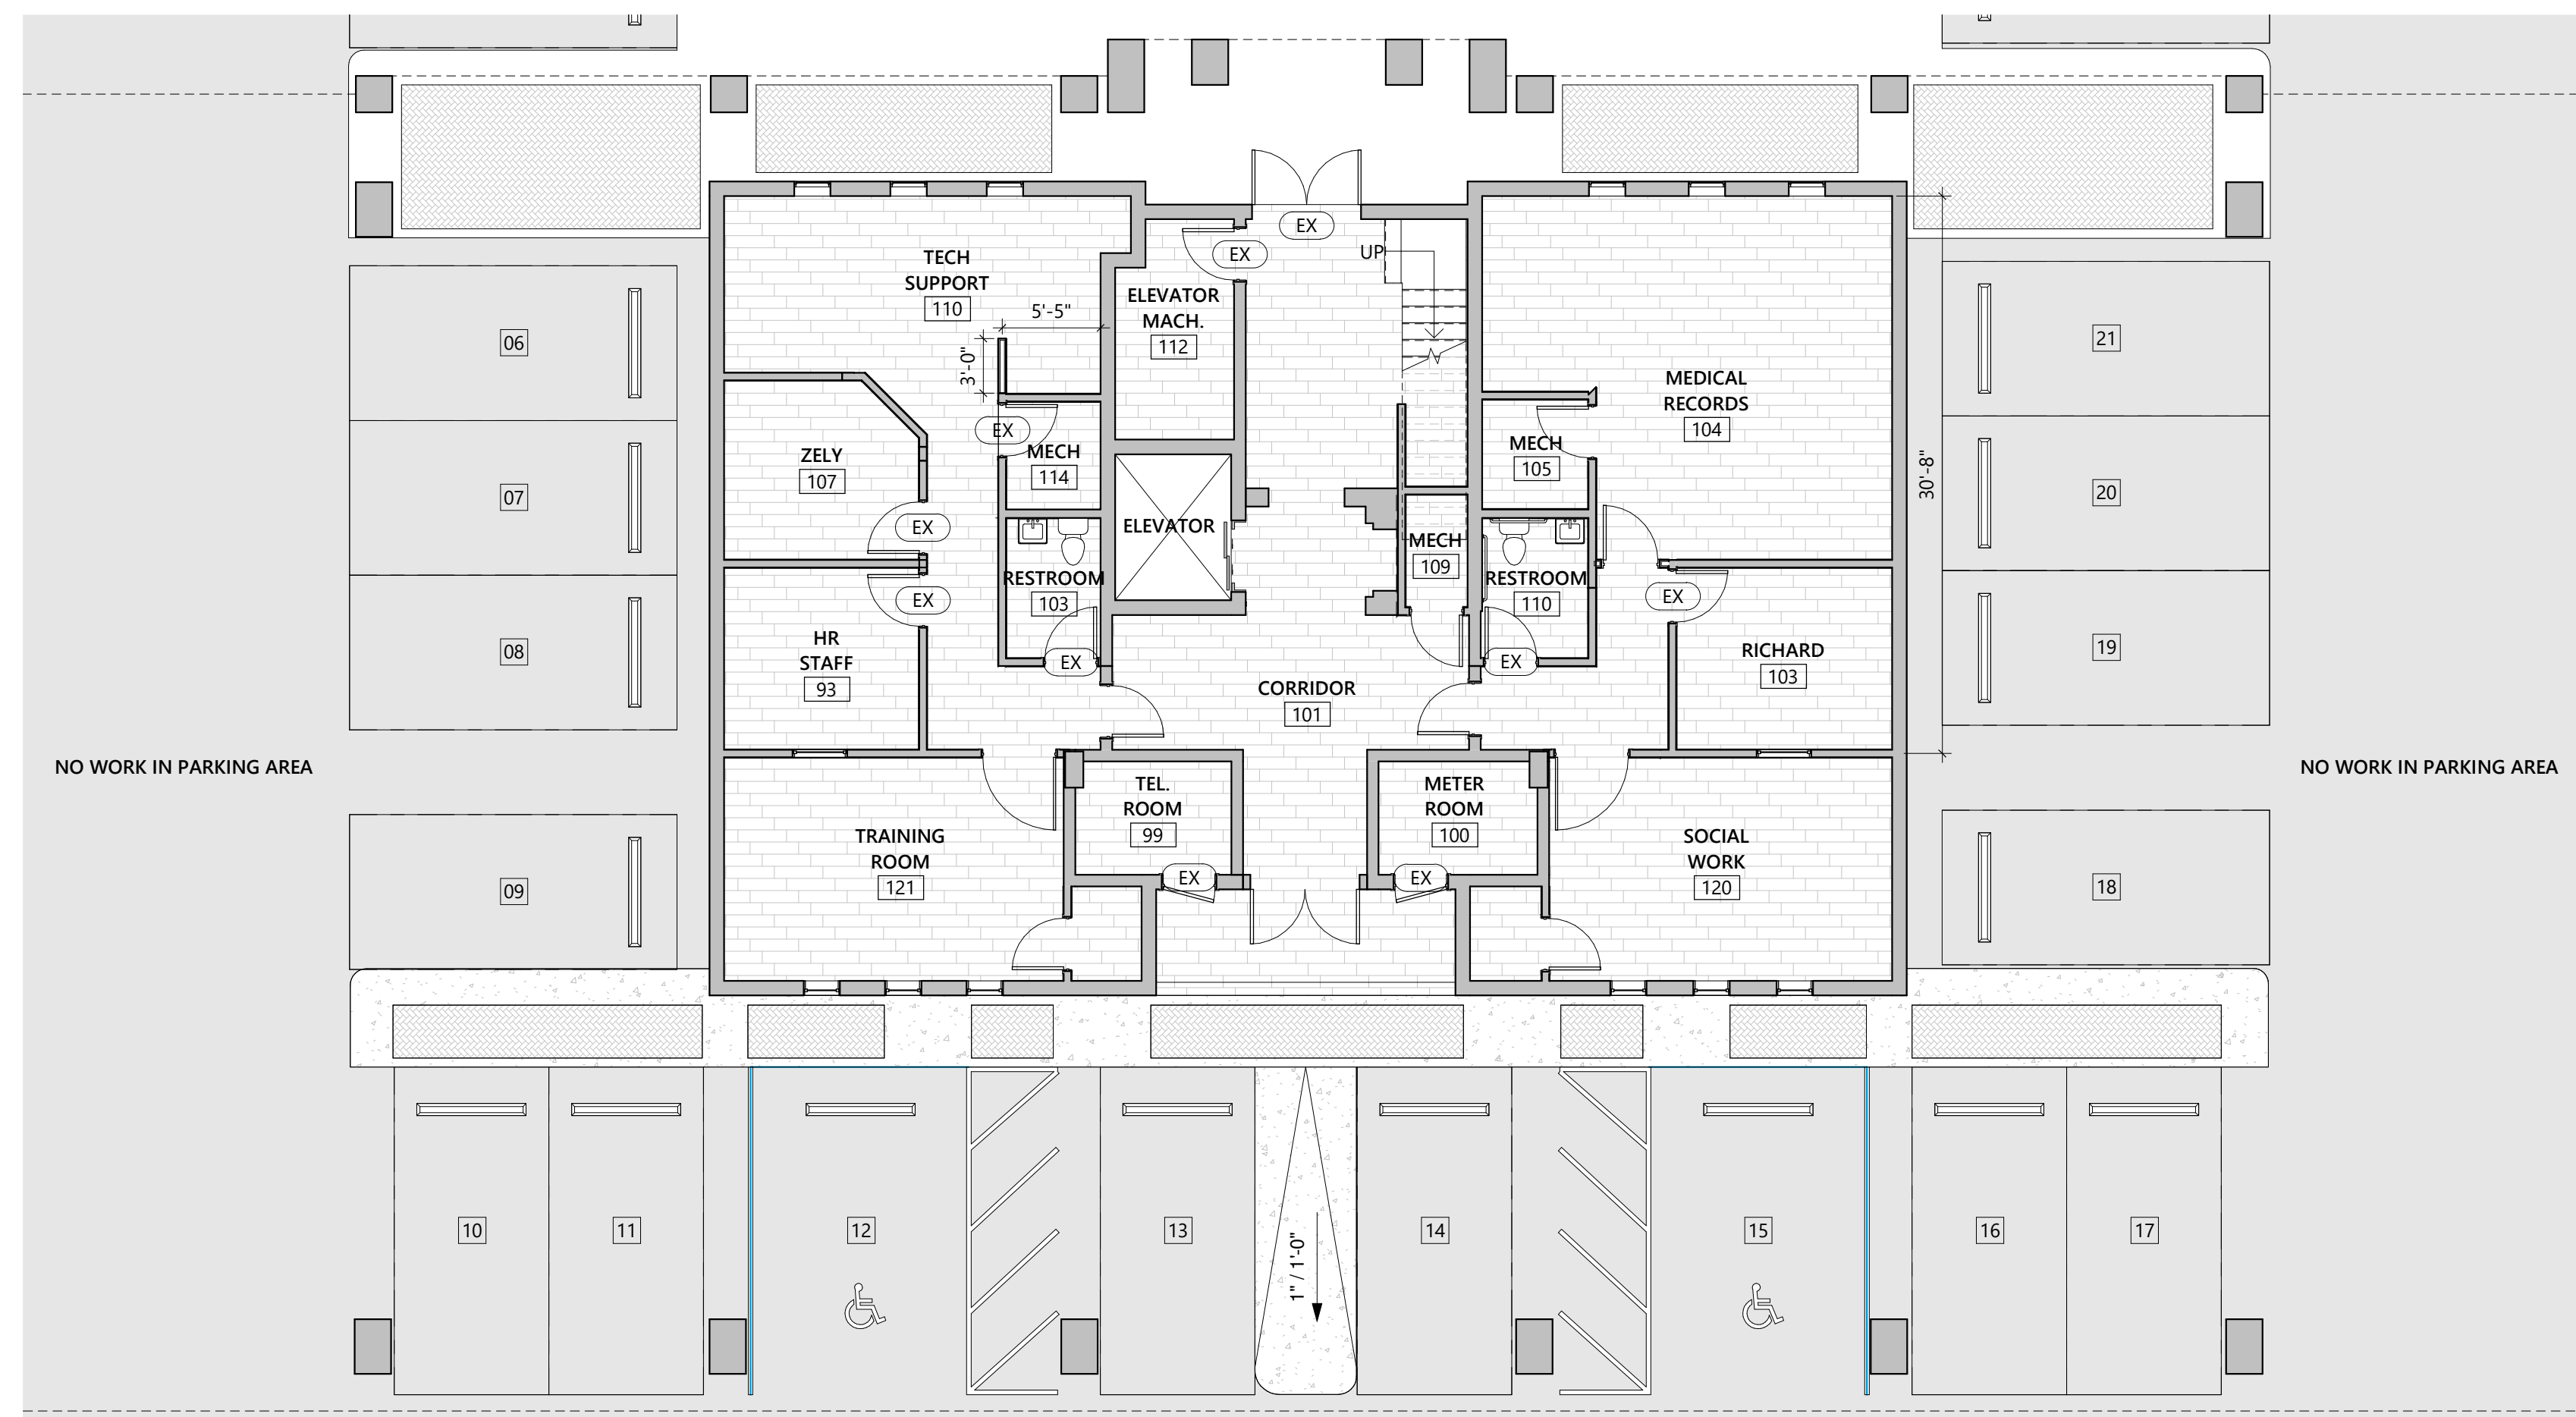 EX
UP
EX
TECH
SUPPORT
110
5'-5"
3'-0"
ELEVATOR
MACH.
112
06
21
MEDICAL
RECORDS
104
30'-8"
EX
MECH
114
MECH
105
ZELY
107
07
20
EX
ELEVATOR
MECH
109
RESTROOM
103
RESTROOM
110
EX
EX
08
19
HR
STAFF
93
EX
EX
RICHARD
103
CORRIDOR
101
NO WORK IN PARKING AREA
NO WORK IN PARKING AREA
TEL.
ROOM
99
METER
ROOM
100
TRAINING
ROOM
121
SOCIAL
WORK
120
EX
EX
09
18
10
11
12
13
1" / 1'-0"
14
15
16
17